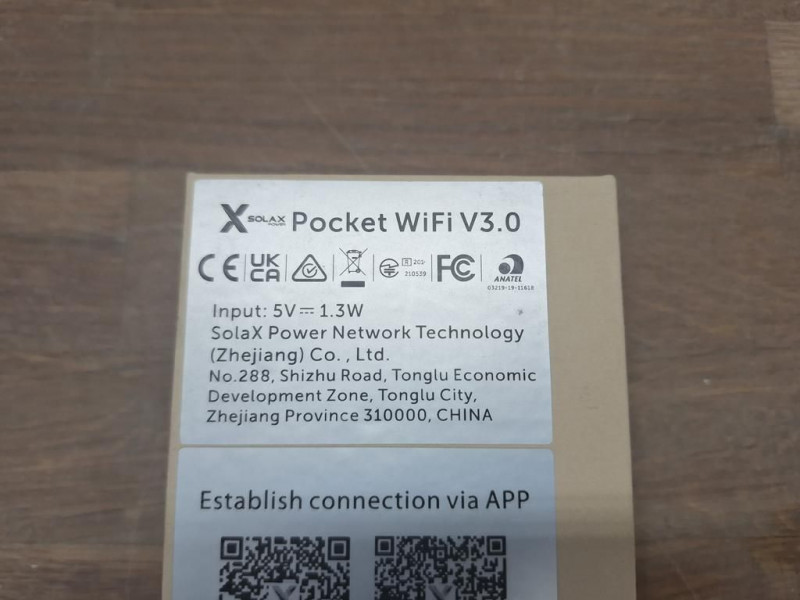 X SOLAX POWER Pocket WiFi V3.0
CE UK CA R 210539 FC ANATEL
03219-19-11618
Input: 5V⎓1.3W
SolaX Power Network Technology
(Zhejiang) Co. , Ltd.
No.288, Shizhu Road, Tonglu Economic
Development Zone, Tonglu City,
Zhejiang Province 310000, CHINA
Establish connection via APP